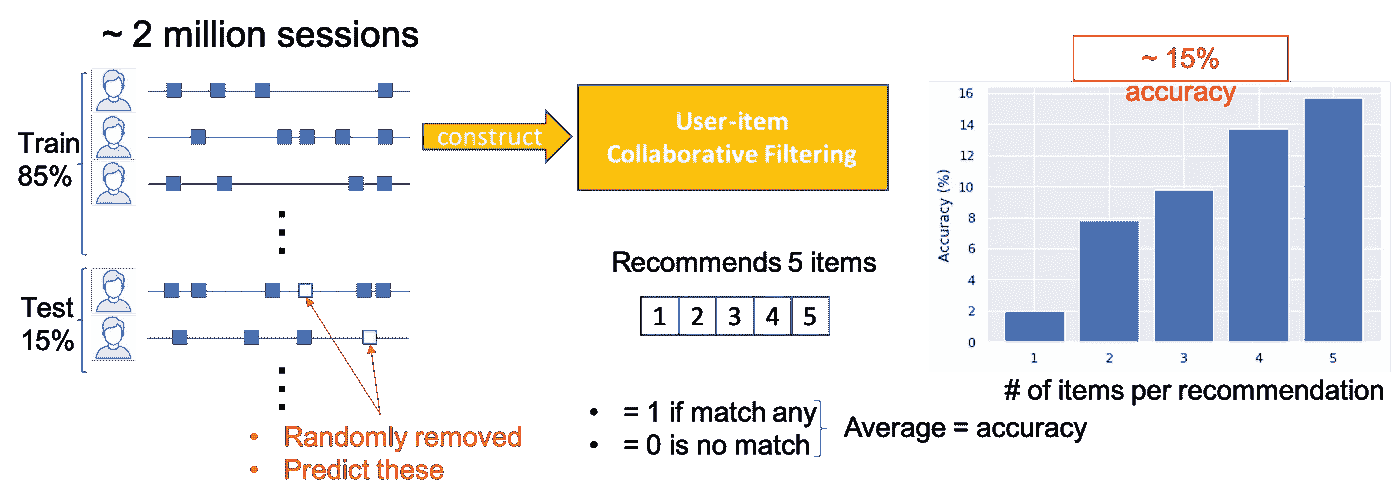 ~ 2 million sessions
Train
85%
Test
15%
• Randomly removed
• Predict these
construct
User-item
Collaborative Filtering
Recommends 5 items
1 2 3 4 5
• = 1 if match any
• = 0 is no match
Average = accuracy
~ 15%
accuracy
Accuracy (%)
16
14
12
10
8
6
4
2
0
1 2 3 4 5
# of items per recommendation